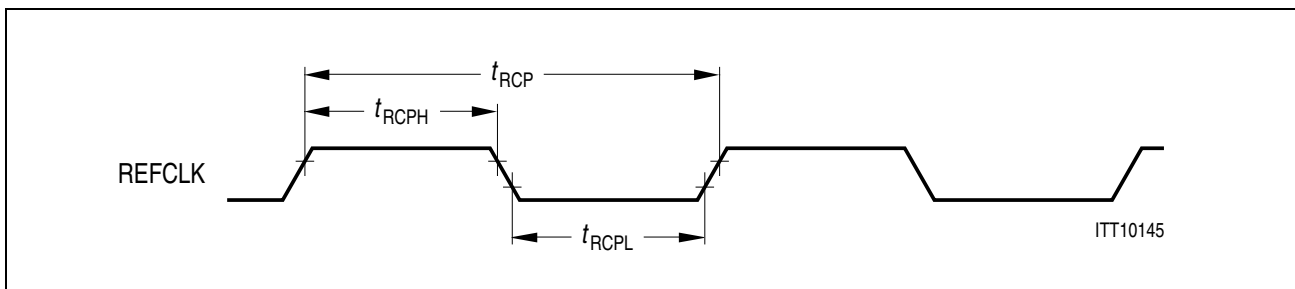 tRCP
tRCPH
REFCLK
tRCPL
ITT10145